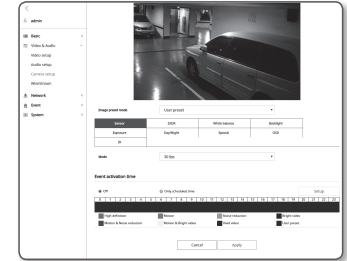 admin
Basic
Video & Audio
Video setup
Audio setup
Camera setup
WiseStream
Network
Event
System
Image preset mode
User preset
Sensor
SSDR
White balance
Backlight
Exposure
Day/Night
Special
OSD
IR
Mode
30 fps
Event activation time
Off
Only scheduled time
Setup
0 1 2 3 4 5 6 7 8 9 10 11 12 13 14 15 16 17 18 19 20 21 22 23
High definition
Motion
Noise reduction
Bright video
Motion & Noise reduction
Motion & Bright video
Vivid video
User preset
Cancel
Apply